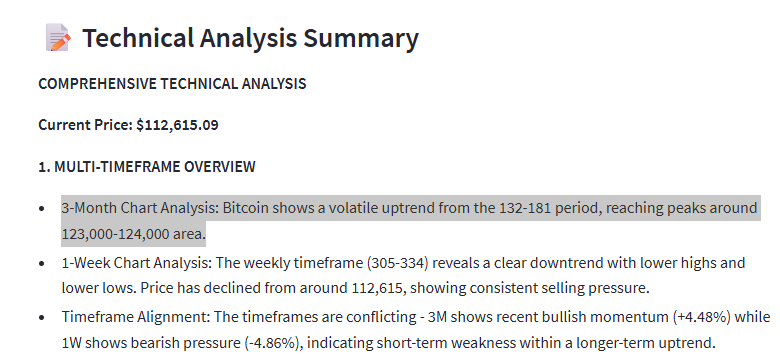 Technical Analysis Summary
COMPREHENSIVE TECHNICAL ANALYSIS
Current Price: $112,615.09
1. MULTI-TIMEFRAME OVERVIEW
• 3-Month Chart Analysis: Bitcoin shows a volatile uptrend from the 132-181 period, reaching peaks around
123,000-124,000 area.
• 1-Week Chart Analysis: The weekly timeframe (305-334) reveals a clear downtrend with lower highs and
lower lows. Price has declined from around 112,615, showing consistent selling pressure.
• Timeframe Alignment: The timeframes are conflicting - 3M shows recent bullish momentum (+4.48%) while
1W shows bearish pressure (-4.86%), indicating short-term weakness within a longer-term uptrend.